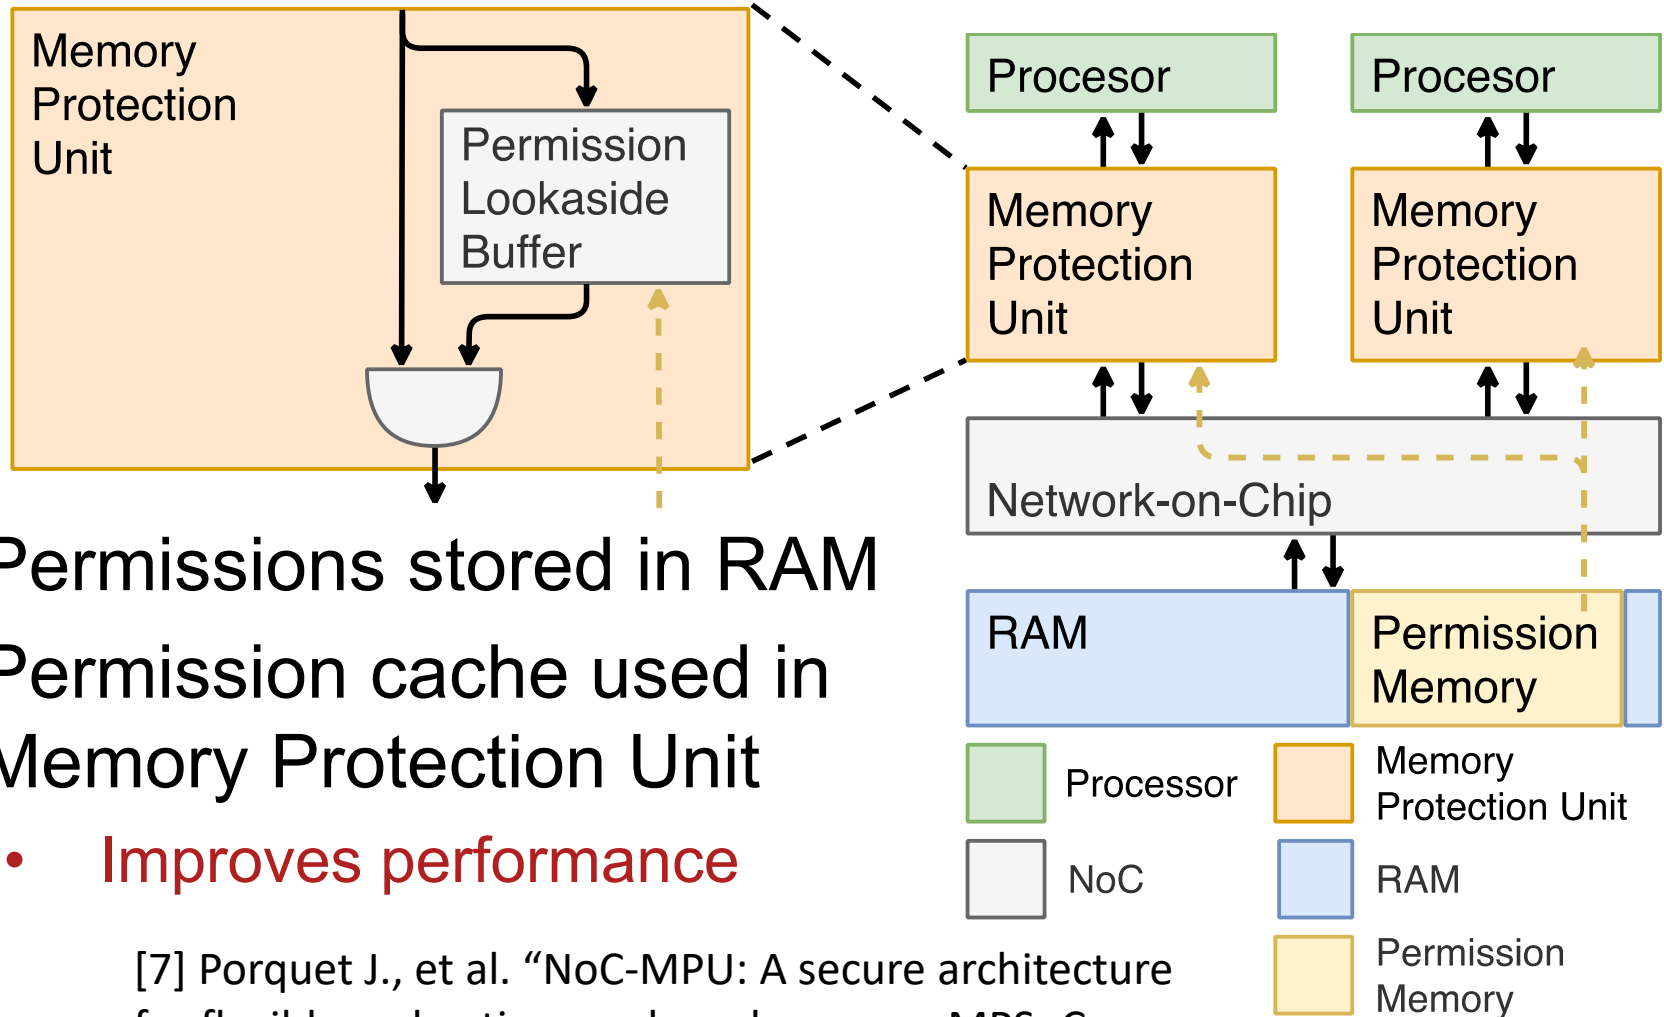 Memory
Protection
Unit
Permission
Lookaside
Buffer
Procesor
Procesor
Memory
Protection
Unit
Memory
Protection
Unit
Network-on-Chip
RAM
Permission
Memory
Permissions stored in RAM
Permission cache used in
Memory Protection Unit
• Improves performance
Processor
Memory
Protection Unit
NoC
RAM
Permission
Memory
[7] Porquet J., et al. “NoC-MPU: A secure architecture